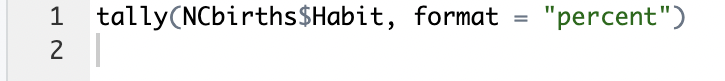 1 tally(NCbirths$Habit, format = "percent")
2